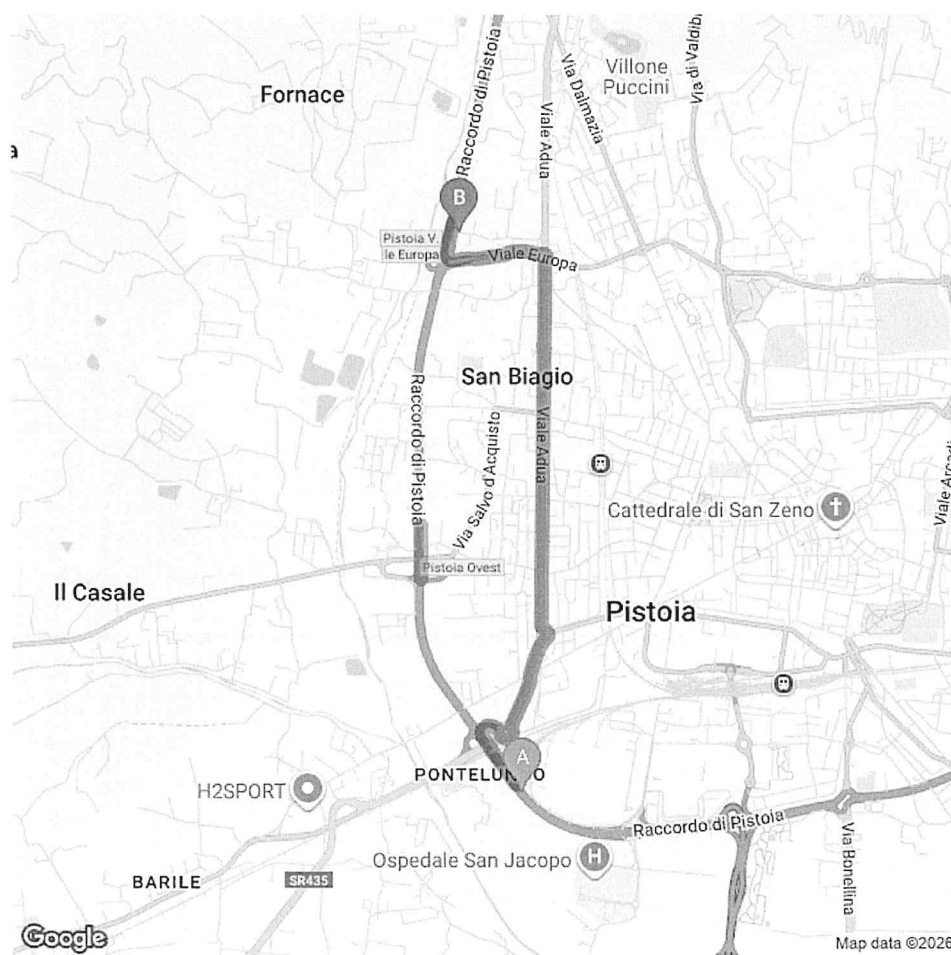 Villone
Puccini
Via di Valdibr
Raccordo di Pistoia
Via Dalmazia
Viale Adua
Fornace
a
B
Pistoia V.
le Europa
Viale Europa
San Biagio
Raccordo di Pistoia
Via Salvo d'Acquisto
Viale Adua
Viale Arcadi
Cattedrale di San Zeno
Pistoia Ovest
Il Casale
Pistoia
A
H2SPORT
Raccordo di Pistoia
Ospedale San Jacopo
H
Via Bonellina
BARILE
SR435
Google
Map data ©2026